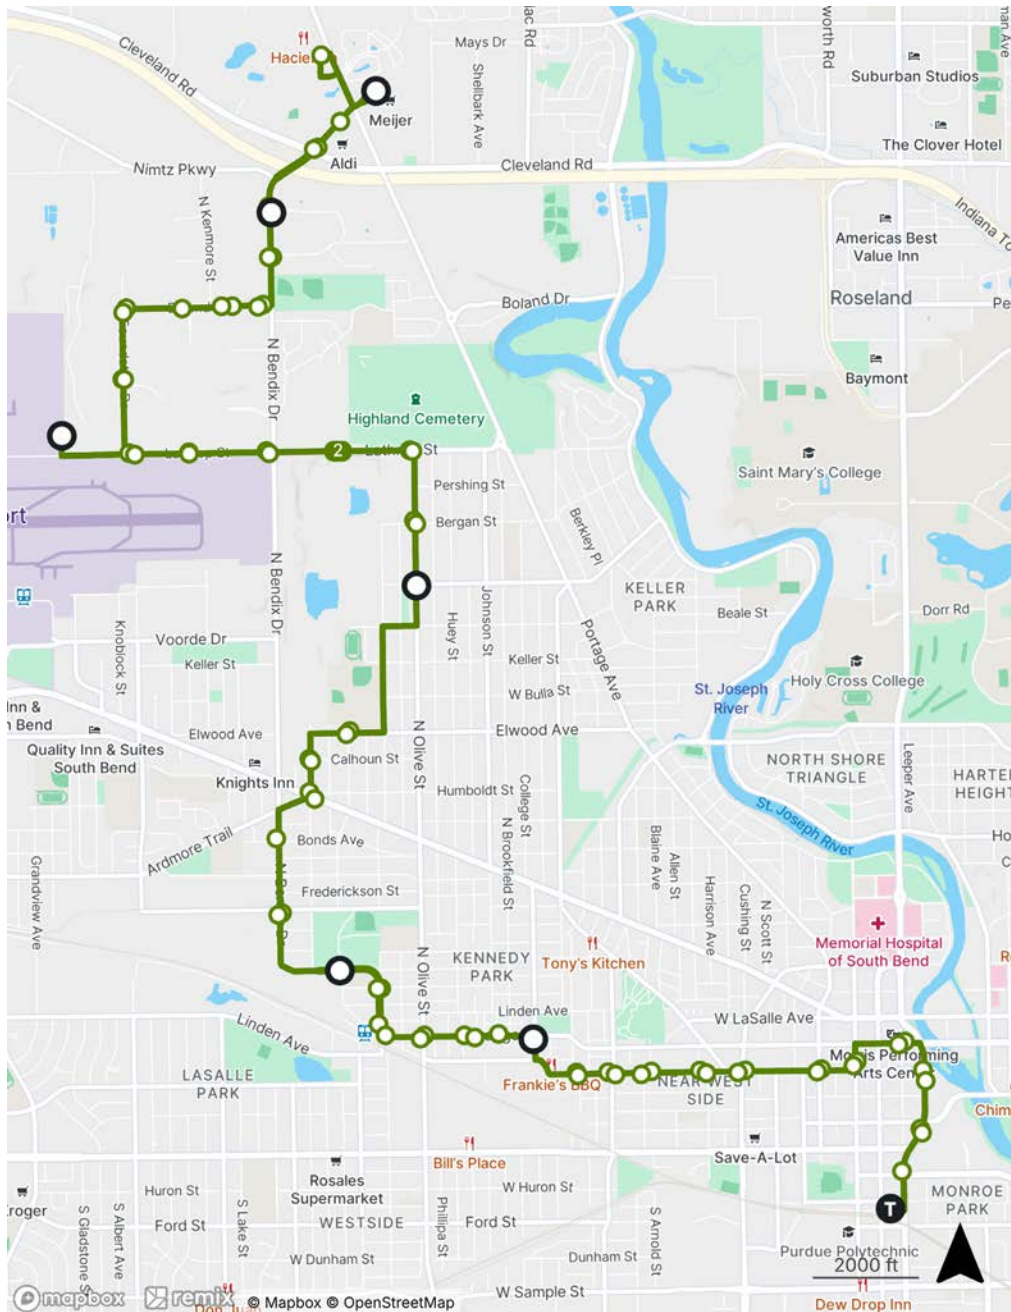 Mays Dr
Cleveland Rd
Shellbark Ave
Suburban Studios
Meijer
Aldi
The Clover Hotel
Nimtz Pkwy
Cleveland Rd
N Kenmore St
Indiana To
Americas Best
Value Inn
Boland Dr
Roseland
N Bendix Dr
Baymont
Highland Cemetery
2
Saint Mary's College
Pershing St
Bergan St
Berkley Pl
N Bendix Dr
KELLER
PARK
Beale St
Dorr Rd
Knoblock St
Voorde Dr
Huey St
Johnson St
Keller St
Keller St
Portage Ave
W Bulla St
St. Joseph
River
Holy Cross College
Quality Inn & Suites
South Bend
Elwood Ave
N Olive St
Elwood Ave
Leeper Ave
Knights Inn
Calhoun St
NORTH SHORE
TRIANGLE
Humboldt St
College St
St. Joseph River
Ardmore Trail
Bonds Ave
N Brookfield St
Blaine Ave
Allen St
Harrison Ave
Cushing St
N Scott St
Grandview Ave
Frederickson St
Memorial Hospital
of South Bend
KENNEDY
PARK
Tony's Kitchen
N Olive St
Linden Ave
Linden Ave
W LaSalle Ave
LASALLE
PARK
Frankie's BBQ
NEAR WEST
SIDE
Bill's Place
Save-A-Lot
Rosales
Supermarket
Huron St
W Huron St
T
MONROE
PARK
S Gladstone St
S Albert Ave
Ford St
S Lake St
WESTSIDE
Phillipa St
Ford St
S Arnold St
W Dunham St
Dunham St
Purdue Polytechnic
2000 ft
W Sample St
Dew Drop Inn
mapbox
remix
© Mapbox © OpenStreetMap